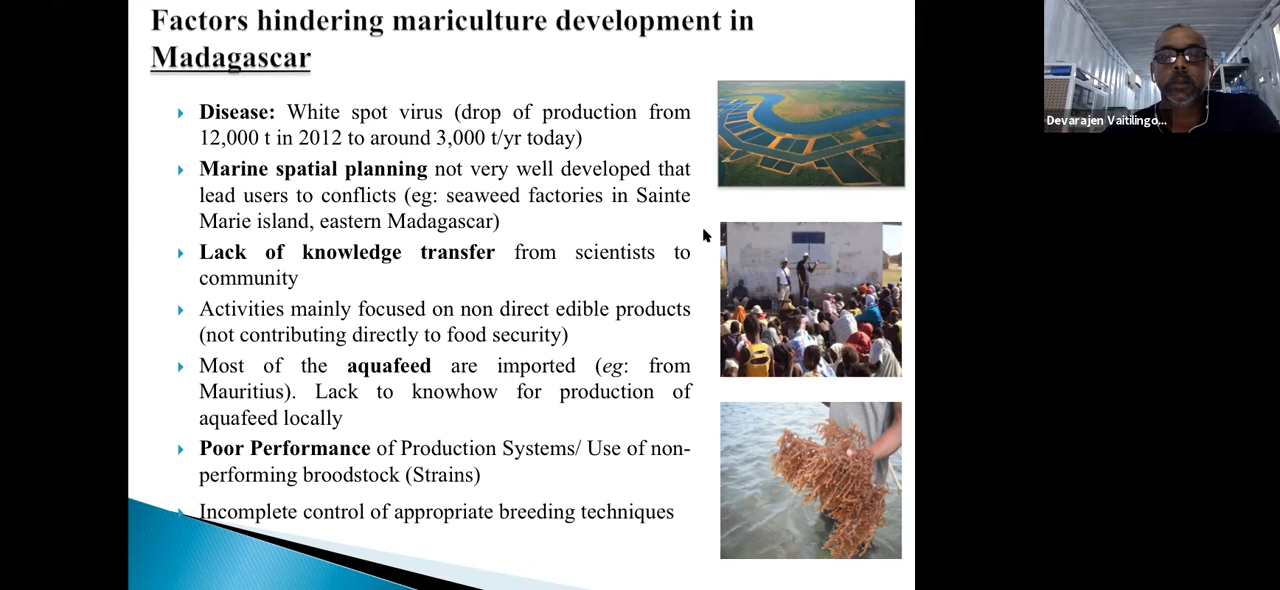 Factors hindering mariculture development in
Madagascar
Disease: White spot virus (drop of production from
12,000 t in 2012 to around 3,000 t/yr today)
Marine spatial planning not very well developed that
lead users to conflicts (eg: seaweed factories in Sainte
Marie island, eastern Madagascar)
Lack of knowledge transfer from scientists to
community
Activities mainly focused on non direct edible products
(not contributing directly to food security)
Most of the aquafeed are imported (eg: from
Mauritius). Lack to knowhow for production of
aquafeed locally
Poor Performance of Production Systems/ Use of non-
performing broodstock (Strains)
Incomplete control of appropriate breeding techniques
Devarajen Vaitilingo...